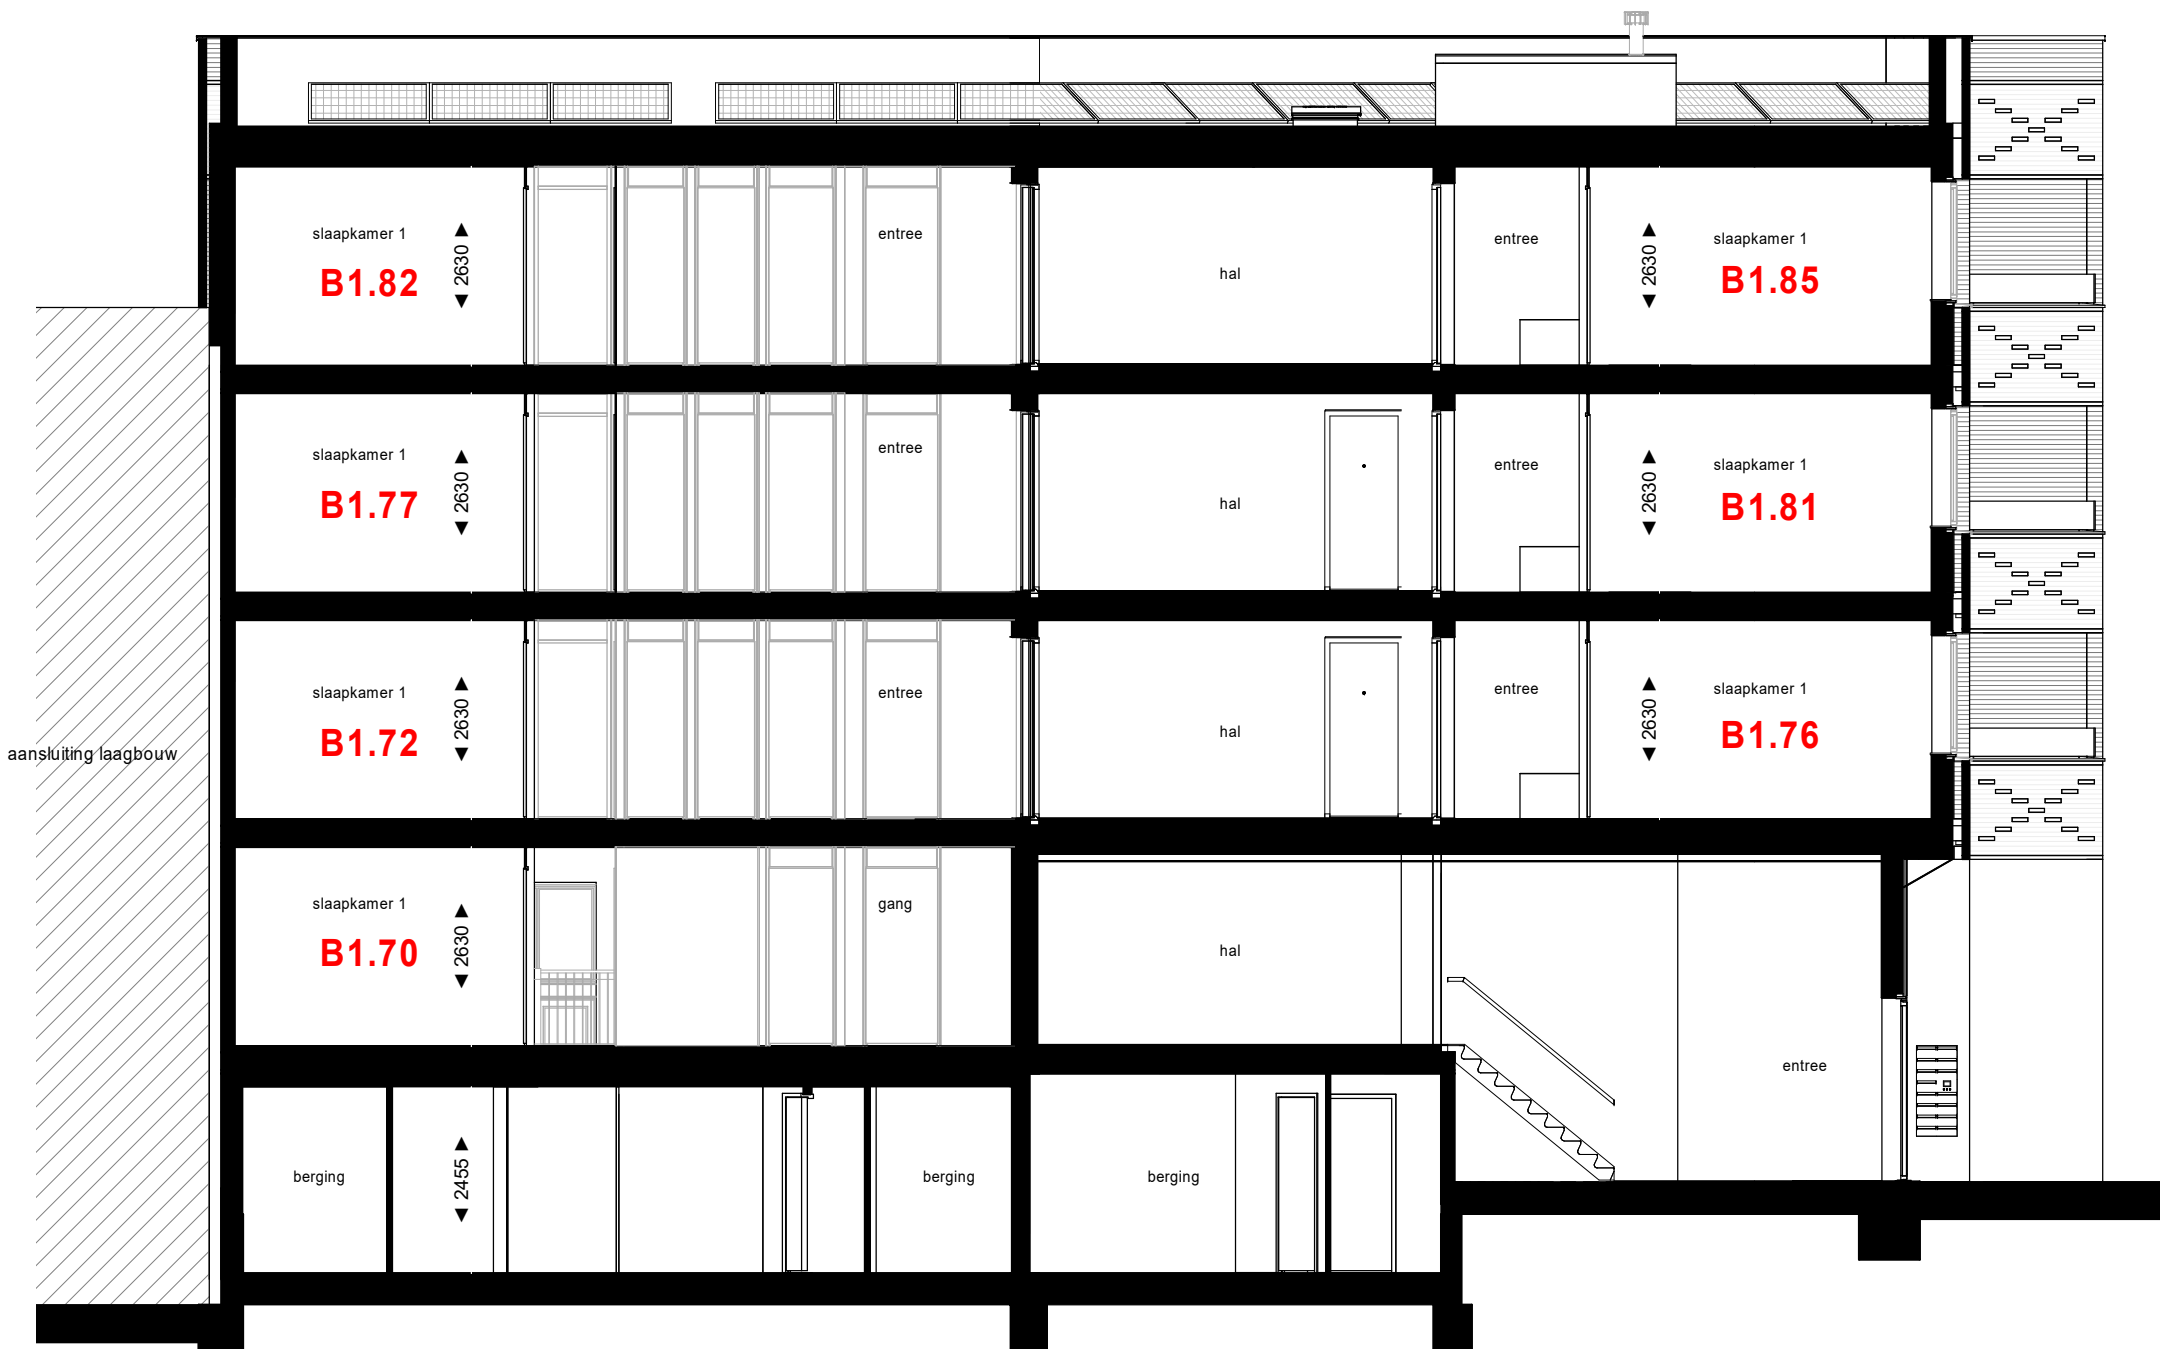 slaapkamer 1
B1.82
◄ 2630 ►
entree
hal
entree
◄ 2630 ►
slaapkamer 1
B1.85
slaapkamer 1
B1.77
◄ 2630 ►
entree
hal
entree
◄ 2630 ►
slaapkamer 1
B1.81
aansluiting laagbouw
slaapkamer 1
B1.72
◄ 2630 ►
entree
hal
entree
◄ 2630 ►
slaapkamer 1
B1.76
slaapkamer 1
B1.70
◄ 2630 ►
gang
hal
entree
berging
◄ 2455 ►
berging
berging